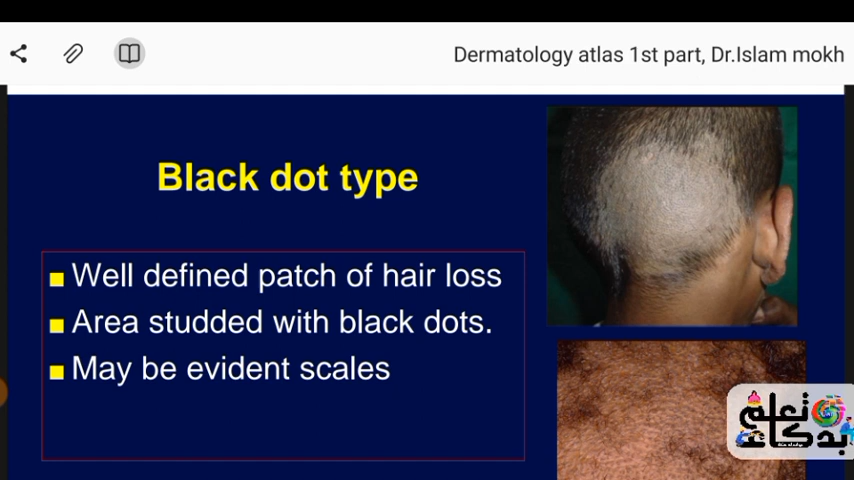 Dermatology atlas 1st part, Dr.Islam mokh
Black dot type
Well defined patch of hair loss
Area studded with black dots.
May be evident scales
تعلم
بذكاء